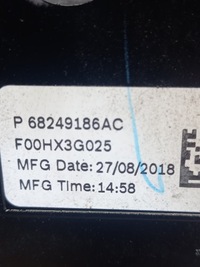 P 68249186AC
F00HX3G025
MFG Date: 27/08/2018
MFG Time: 14:58